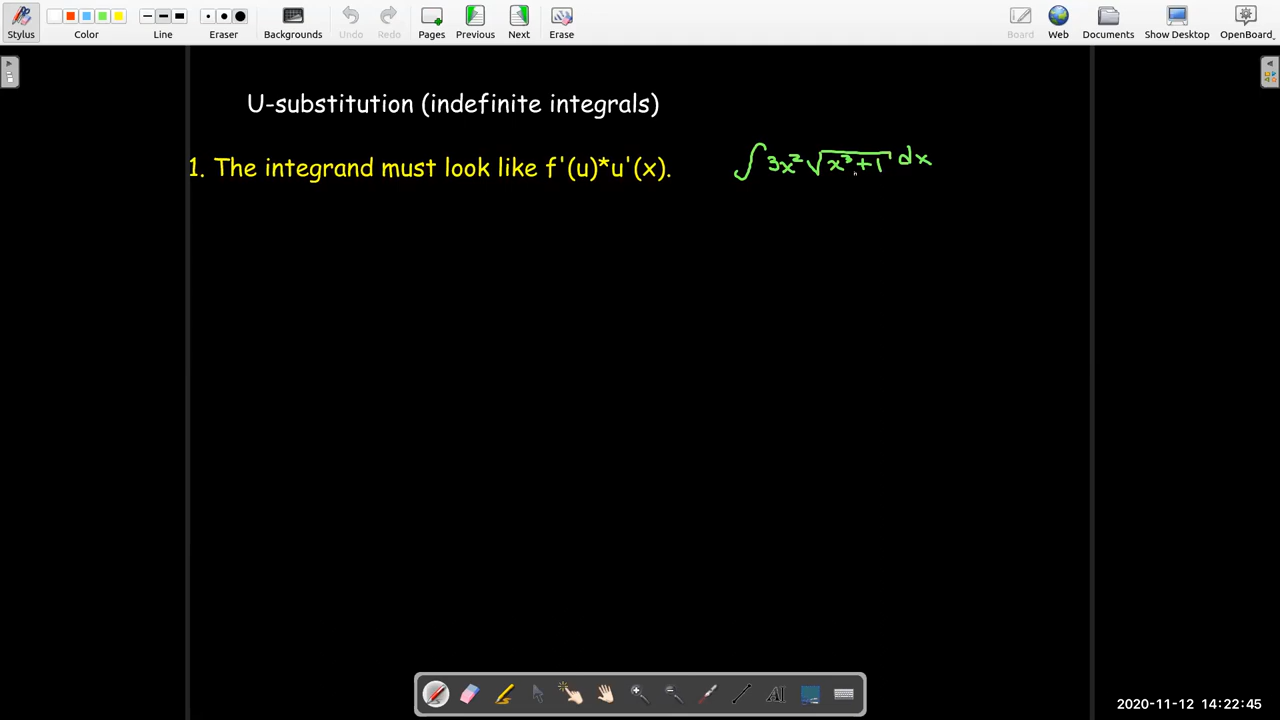 Stylus Color Line Eraser Backgrounds Undo Redo Pages Previous Next Erase Board Web Documents Show Desktop OpenBoard
U-substitution (indefinite integrals)
1. The integrand must look like f'(u)*u'(x). ∫ 3x² √(x³+1) dx
AI
2020-11-12 14:22:45